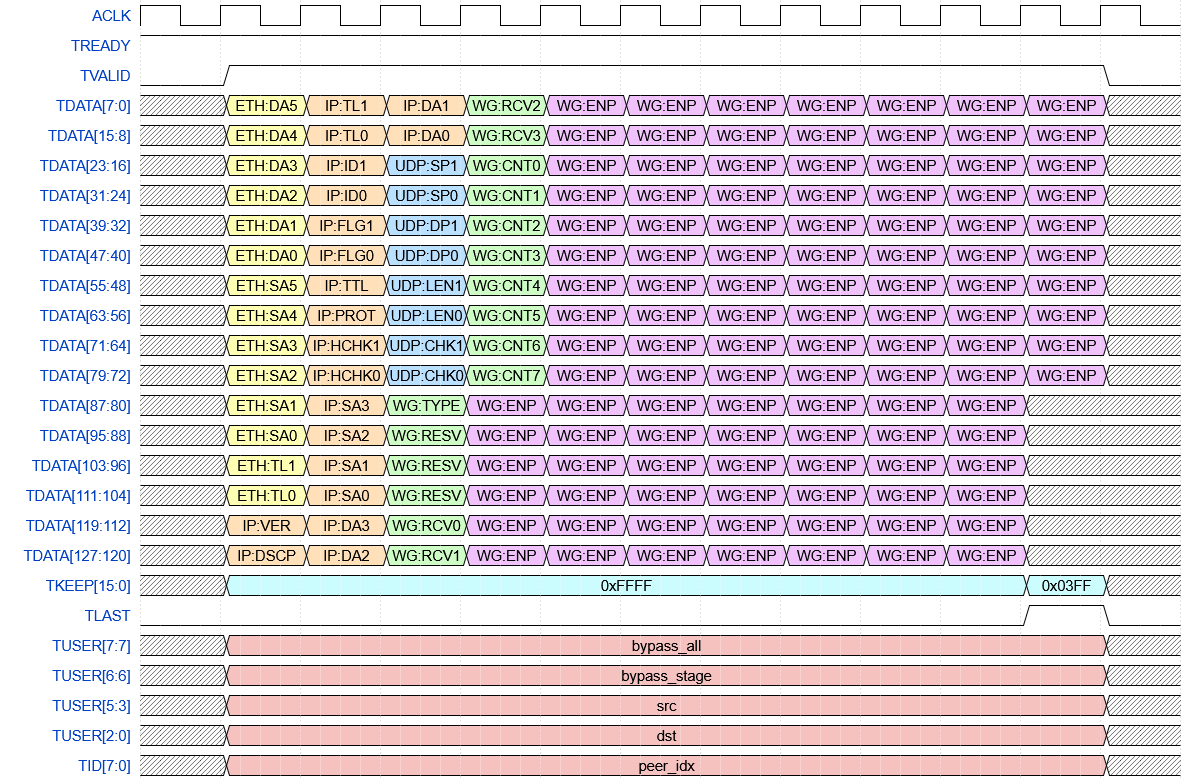 ACLK
TREADY
TVALID
TDATA[7:0] ETH:DA5 IP:TL1 IP:DA1 WG:RCV2 WG:ENP WG:ENP WG:ENP WG:ENP WG:ENP WG:ENP WG:ENP
TDATA[15:8] ETH:DA4 IP:TL0 IP:DA0 WG:RCV3 WG:ENP WG:ENP WG:ENP WG:ENP WG:ENP WG:ENP WG:ENP
TDATA[23:16] ETH:DA3 IP:ID1 UDP:SP1 WG:CNT0 WG:ENP WG:ENP WG:ENP WG:ENP WG:ENP WG:ENP WG:ENP
TDATA[31:24] ETH:DA2 IP:ID0 UDP:SP0 WG:CNT1 WG:ENP WG:ENP WG:ENP WG:ENP WG:ENP WG:ENP WG:ENP
TDATA[39:32] ETH:DA1 IP:FLG1 UDP:DP1 WG:CNT2 WG:ENP WG:ENP WG:ENP WG:ENP WG:ENP WG:ENP WG:ENP
TDATA[47:40] ETH:DA0 IP:FLG0 UDP:DP0 WG:CNT3 WG:ENP WG:ENP WG:ENP WG:ENP WG:ENP WG:ENP WG:ENP
TDATA[55:48] ETH:SA5 IP:TTL UDP:LEN1 WG:CNT4 WG:ENP WG:ENP WG:ENP WG:ENP WG:ENP WG:ENP WG:ENP
TDATA[63:56] ETH:SA4 IP:PROT UDP:LEN0 WG:CNT5 WG:ENP WG:ENP WG:ENP WG:ENP WG:ENP WG:ENP WG:ENP
TDATA[71:64] ETH:SA3 IP:HCHK1 UDP:CHK1 WG:CNT6 WG:ENP WG:ENP WG:ENP WG:ENP WG:ENP WG:ENP WG:ENP
TDATA[79:72] ETH:SA2 IP:HCHK0 UDP:CHK0 WG:CNT7 WG:ENP WG:ENP WG:ENP WG:ENP WG:ENP WG:ENP WG:ENP
TDATA[87:80] ETH:SA1 IP:SA3 WG:TYPE WG:ENP WG:ENP WG:ENP WG:ENP WG:ENP WG:ENP WG:ENP
TDATA[95:88] ETH:SA0 IP:SA2 WG:RESV WG:ENP WG:ENP WG:ENP WG:ENP WG:ENP WG:ENP WG:ENP
TDATA[103:96] ETH:TL1 IP:SA1 WG:RESV WG:ENP WG:ENP WG:ENP WG:ENP WG:ENP WG:ENP WG:ENP
TDATA[111:104] ETH:TL0 IP:SA0 WG:RESV WG:ENP WG:ENP WG:ENP WG:ENP WG:ENP WG:ENP WG:ENP
TDATA[119:112] IP:VER IP:DA3 WG:RCV0 WG:ENP WG:ENP WG:ENP WG:ENP WG:ENP WG:ENP WG:ENP
TDATA[127:120] IP:DSCP IP:DA2 WG:RCV1 WG:ENP WG:ENP WG:ENP WG:ENP WG:ENP WG:ENP WG:ENP
TKEEP[15:0] 0xFFFF 0x03FF
TLAST
TUSER[7:7] bypass_all
TUSER[6:6] bypass_stage
TUSER[5:3] src
TUSER[2:0] dst
TID[7:0] peer_idx